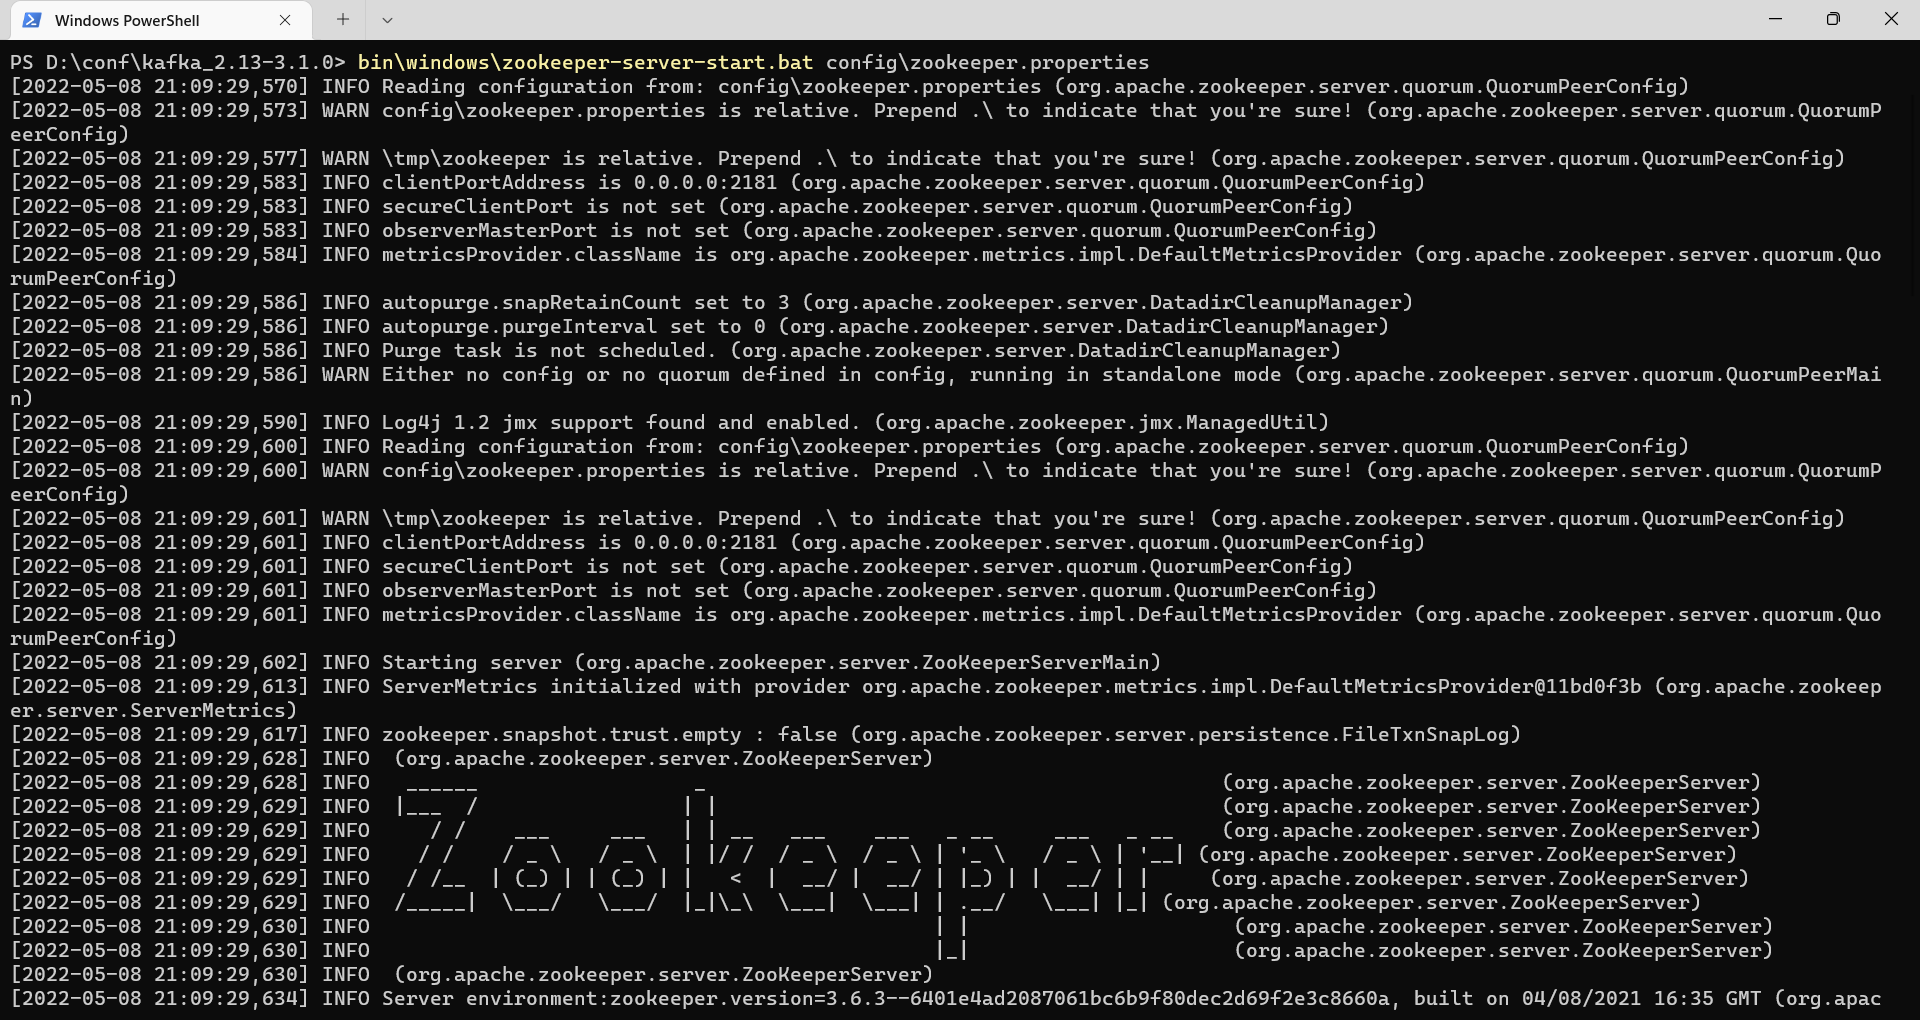 Windows PowerShell
PS D:\conf\kafka_2.13-3.1.0> bin\windows\zookeeper-server-start.bat config\zookeeper.properties
[2022-05-08 21:09:29,570] INFO Reading configuration from: config\zookeeper.properties (org.apache.zookeeper.server.quorum.QuorumPeerConfig)
[2022-05-08 21:09:29,573] WARN config\zookeeper.properties is relative. Prepend .\ to indicate that you're sure! (org.apache.zookeeper.server.quorum.QuorumP
eerConfig)
[2022-05-08 21:09:29,577] WARN \tmp\zookeeper is relative. Prepend .\ to indicate that you're sure! (org.apache.zookeeper.server.quorum.QuorumPeerConfig)
[2022-05-08 21:09:29,583] INFO clientPortAddress is 0.0.0.0:2181 (org.apache.zookeeper.server.quorum.QuorumPeerConfig)
[2022-05-08 21:09:29,583] INFO secureClientPort is not set (org.apache.zookeeper.server.quorum.QuorumPeerConfig)
[2022-05-08 21:09:29,583] INFO observerMasterPort is not set (org.apache.zookeeper.server.quorum.QuorumPeerConfig)
[2022-05-08 21:09:29,584] INFO metricsProvider.className is org.apache.zookeeper.metrics.impl.DefaultMetricsProvider (org.apache.zookeeper.server.quorum.Quo
rumPeerConfig)
[2022-05-08 21:09:29,586] INFO autopurge.snapRetainCount set to 3 (org.apache.zookeeper.server.DatadirCleanupManager)
[2022-05-08 21:09:29,586] INFO autopurge.purgeInterval set to 0 (org.apache.zookeeper.server.DatadirCleanupManager)
[2022-05-08 21:09:29,586] INFO Purge task is not scheduled. (org.apache.zookeeper.server.DatadirCleanupManager)
[2022-05-08 21:09:29,586] WARN Either no config or no quorum defined in config, running in standalone mode (org.apache.zookeeper.server.quorum.QuorumPeerMai
n)
[2022-05-08 21:09:29,590] INFO Log4j 1.2 jmx support found and enabled. (org.apache.zookeeper.jmx.ManagedUtil)
[2022-05-08 21:09:29,600] INFO Reading configuration from: config\zookeeper.properties (org.apache.zookeeper.server.quorum.QuorumPeerConfig)
[2022-05-08 21:09:29,600] WARN config\zookeeper.properties is relative. Prepend .\ to indicate that you're sure! (org.apache.zookeeper.server.quorum.QuorumP
eerConfig)
[2022-05-08 21:09:29,601] WARN \tmp\zookeeper is relative. Prepend .\ to indicate that you're sure! (org.apache.zookeeper.server.quorum.QuorumPeerConfig)
[2022-05-08 21:09:29,601] INFO clientPortAddress is 0.0.0.0:2181 (org.apache.zookeeper.server.quorum.QuorumPeerConfig)
[2022-05-08 21:09:29,601] INFO secureClientPort is not set (org.apache.zookeeper.server.quorum.QuorumPeerConfig)
[2022-05-08 21:09:29,601] INFO observerMasterPort is not set (org.apache.zookeeper.server.quorum.QuorumPeerConfig)
[2022-05-08 21:09:29,601] INFO metricsProvider.className is org.apache.zookeeper.metrics.impl.DefaultMetricsProvider (org.apache.zookeeper.server.quorum.Quo
rumPeerConfig)
[2022-05-08 21:09:29,602] INFO Starting server (org.apache.zookeeper.server.ZooKeeperServerMain)
[2022-05-08 21:09:29,613] INFO ServerMetrics initialized with provider org.apache.zookeeper.metrics.impl.DefaultMetricsProvider@11bd0f3b (org.apache.zookeep
er.server.ServerMetrics)
[2022-05-08 21:09:29,617] INFO zookeeper.snapshot.trust.empty : false (org.apache.zookeeper.server.persistence.FileTxnSnapLog)
[2022-05-08 21:09:29,628] INFO  (org.apache.zookeeper.server.ZooKeeperServer)
[2022-05-08 21:09:29,628] INFO   ______                  _                                           (org.apache.zookeeper.server.ZooKeeperServer)
[2022-05-08 21:09:29,629] INFO  |___  /                 | |                                          (org.apache.zookeeper.server.ZooKeeperServer)
[2022-05-08 21:09:29,629] INFO     / /    ___     ___   | | __   ___    ___   _ __     ___   _ __    (org.apache.zookeeper.server.ZooKeeperServer)
[2022-05-08 21:09:29,629] INFO    / /    / _ \   / _ \  | |/ /  / _ \  / _ \ | '_ \   / _ \ | '__| (org.apache.zookeeper.server.ZooKeeperServer)
[2022-05-08 21:09:29,629] INFO   / /__  | (_) | | (_) | |   <  |  __/ |  __/ | |_) | |  __/ | |     (org.apache.zookeeper.server.ZooKeeperServer)
[2022-05-08 21:09:29,629] INFO  /_____|  \___/   \___/  |_|\_\  \___|  \___| | .__/   \___| |_| (org.apache.zookeeper.server.ZooKeeperServer)
[2022-05-08 21:09:29,630] INFO                                               | |                      (org.apache.zookeeper.server.ZooKeeperServer)
[2022-05-08 21:09:29,630] INFO                                               |_|                      (org.apache.zookeeper.server.ZooKeeperServer)
[2022-05-08 21:09:29,630] INFO  (org.apache.zookeeper.server.ZooKeeperServer)
[2022-05-08 21:09:29,634] INFO Server environment:zookeeper.version=3.6.3--6401e4ad2087061bc6b9f80dec2d69f2e3c8660a, built on 04/08/2021 16:35 GMT (org.apac